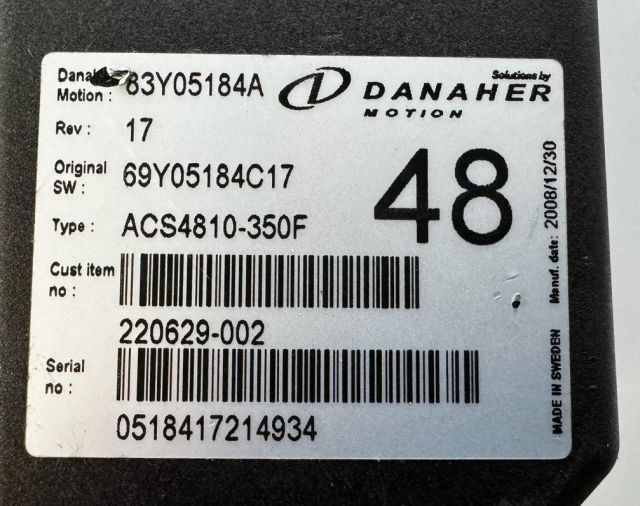 Solutions by
Danaher Motion : 83Y05184A
DANAHER
MOTION
Rev : 17
Original SW : 69Y05184C17
48
Type : ACS4810-350F
Cust item no :
220629-002
Serial no :
0518417214934
MADE IN SWEDEN Manuf. date: 2008/12/30